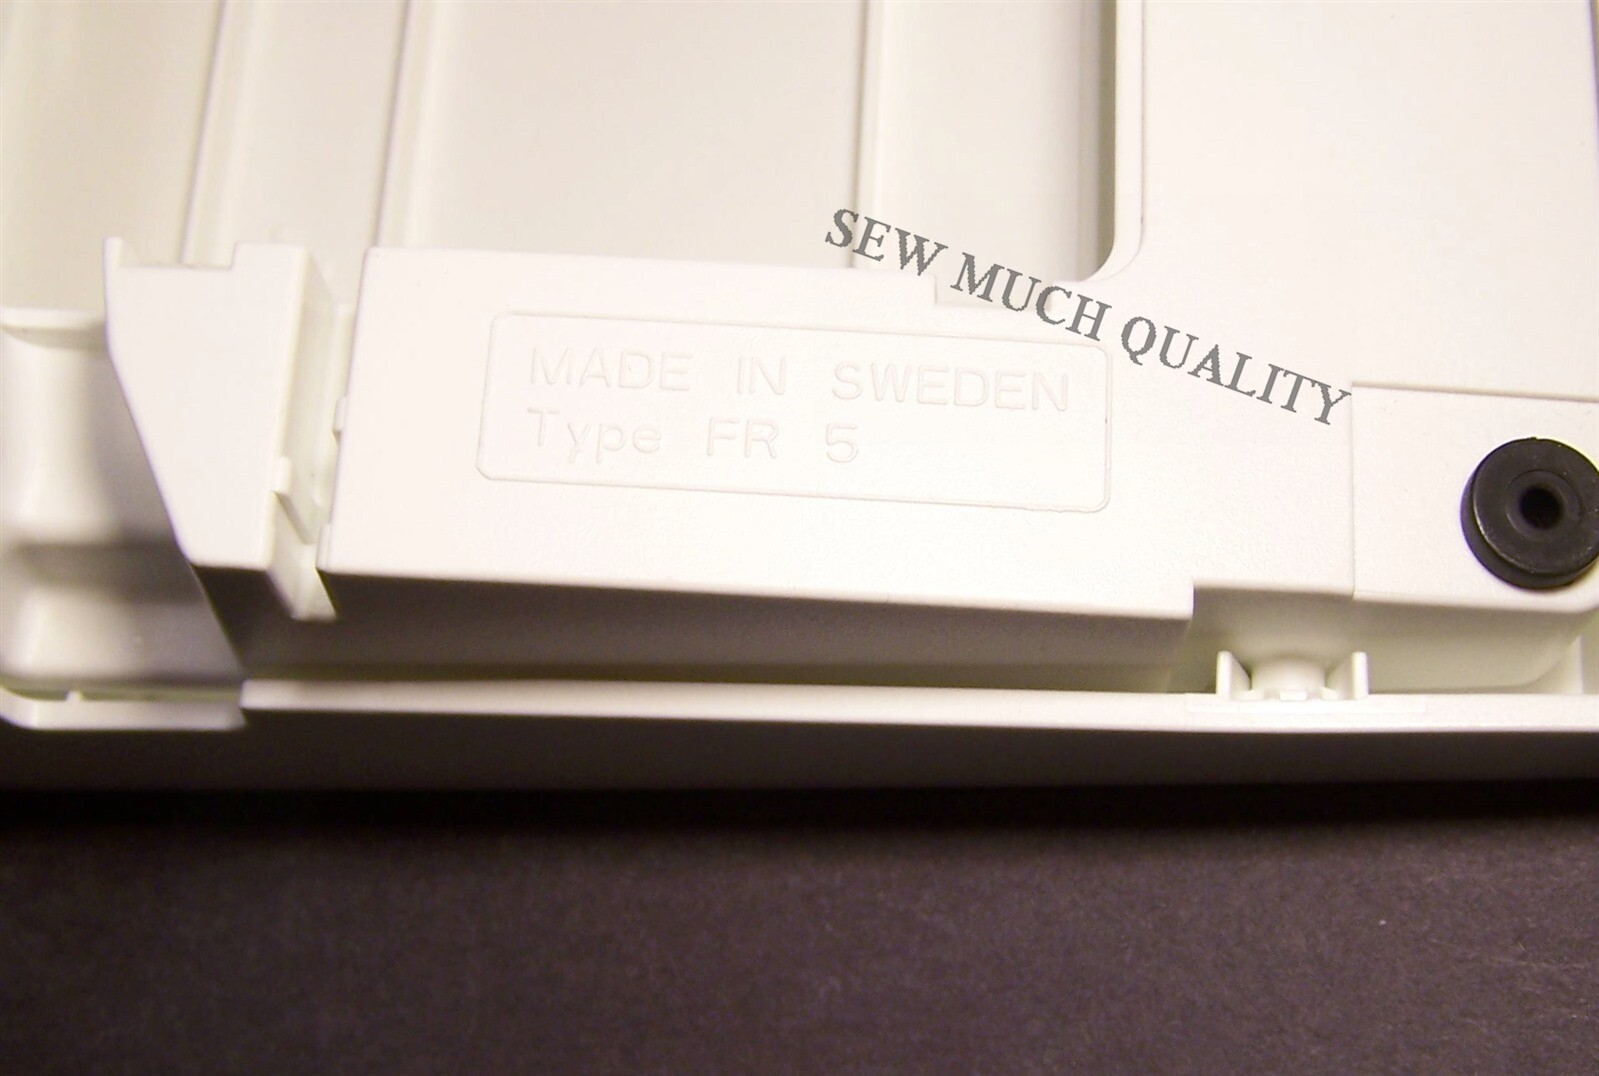 SEW MUCH QUALITY
MADE IN SWEDEN
Type FR 5